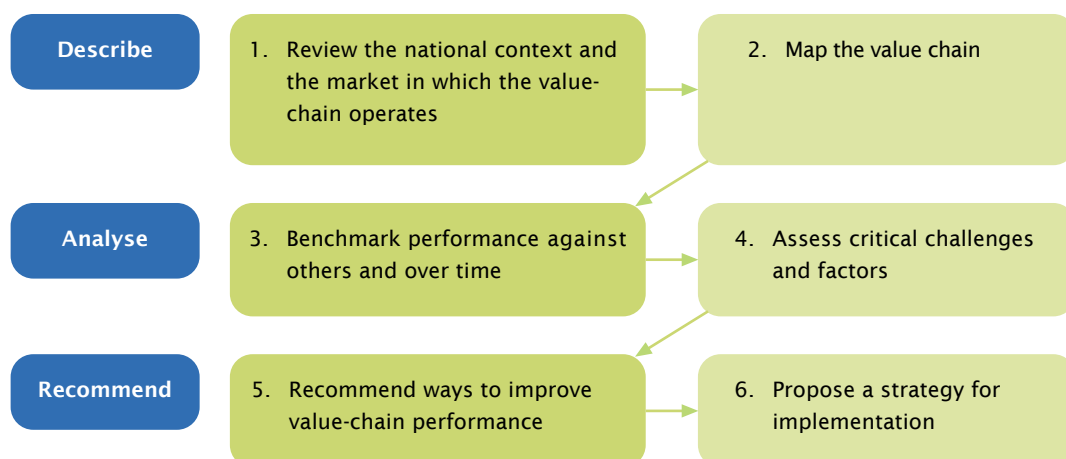 Describe
1. Review the national context and
the market in which the value-
chain operates
2. Map the value chain
Analyse
3. Benchmark performance against
others and over time
4. Assess critical challenges
and factors
Recommend
5. Recommend ways to improve
value-chain performance
6. Propose a strategy for
implementation